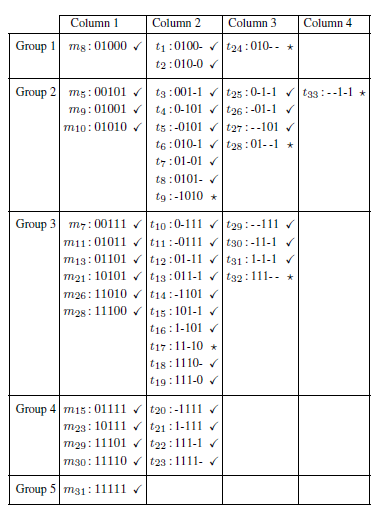 Column 1 Column 2 Column 3 Column 4
Group 1 m8 : 01000 ✓ t1 : 0100- ✓ t24 : 010-- ⋆
t2 : 010-0 ✓
Group 2 m5 : 00101 ✓ t3 : 001-1 ✓ t25 : 0-1-1 ✓ t33 : --1-1 ⋆
m9 : 01001 ✓ t4 : 0-101 ✓ t26 : -01-1 ✓
m10 : 01010 ✓ t5 : -0101 ✓ t27 : --101 ✓
t6 : 010-1 ✓ t28 : 01--1 ⋆
t7 : 01-01 ✓
t8 : 0101- ✓
t9 : -1010 ⋆
Group 3 m7 : 00111 ✓ t10 : 0-111 ✓ t29 : --111 ✓
m11 : 01011 ✓ t11 : -0111 ✓ t30 : -11-1 ✓
m13 : 01101 ✓ t12 : 01-11 ✓ t31 : 1-1-1 ✓
m21 : 10101 ✓ t13 : 011-1 ✓ t32 : 111-- ⋆
m26 : 11010 ✓ t14 : -1101 ✓
m28 : 11100 ✓ t15 : 101-1 ✓
t16 : 1-101 ✓
t17 : 11-10 ⋆
t18 : 1110- ✓
t19 : 111-0 ✓
Group 4 m15 : 01111 ✓ t20 : -1111 ✓
m23 : 10111 ✓ t21 : 1-111 ✓
m29 : 11101 ✓ t22 : 111-1 ✓
m30 : 11110 ✓ t23 : 1111- ✓
Group 5 m31 : 11111 ✓